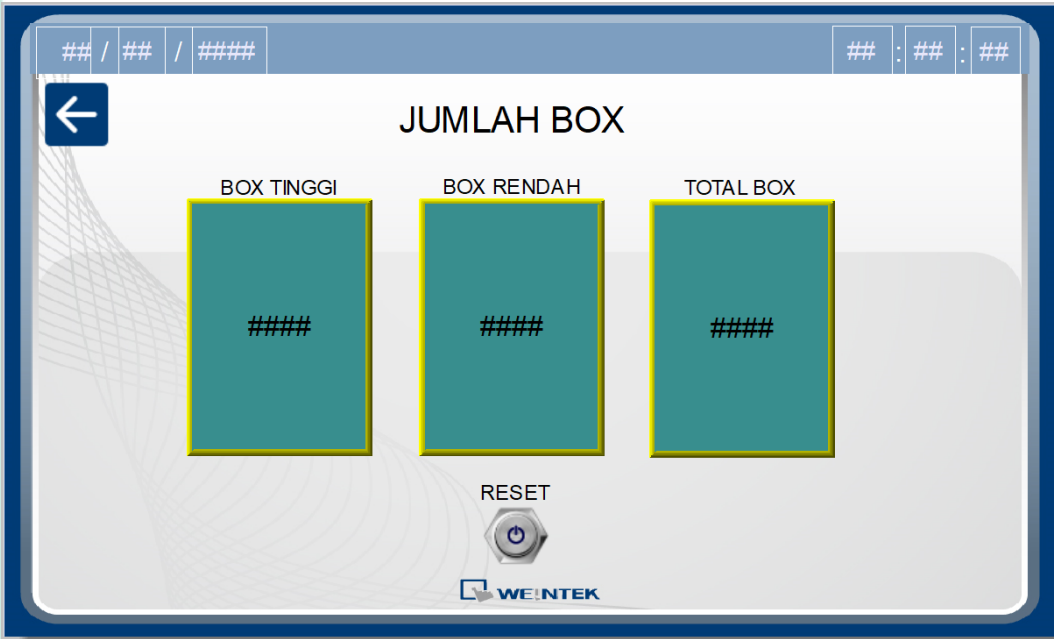 ## / ## / #### ## : ## : ##
JUMLAH BOX
BOX TINGGI BOX RENDAH TOTAL BOX
#### #### ####
RESET
WEINTEK